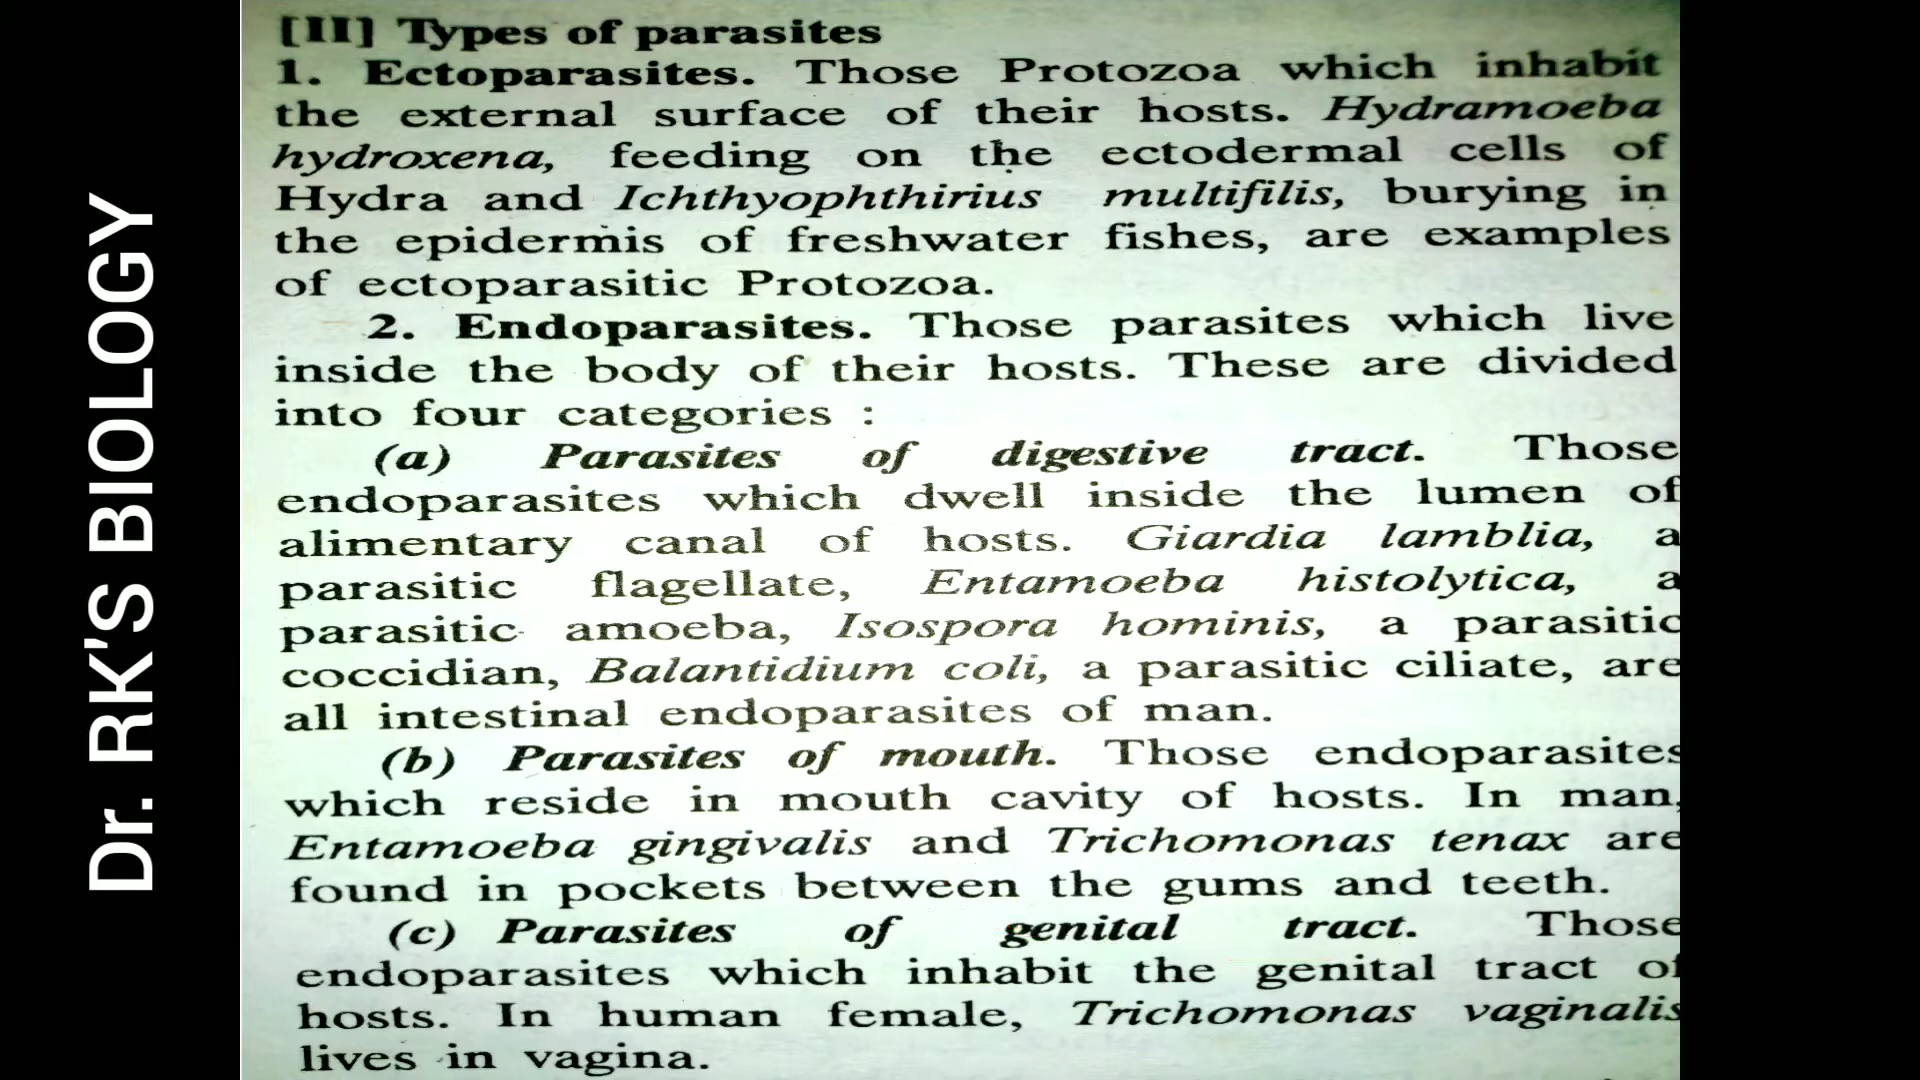 Dr. RK'S BIOLOGY
[II] Types of parasites
1. Ectoparasites. Those Protozoa which inhabit
the external surface of their hosts. Hydramoeba
hydroxena, feeding on the ectodermal cells of
Hydra and Ichthyophthirius multifilis, burying in
the epidermis of freshwater fishes, are examples
of ectoparasitic Protozoa.
2. Endoparasites. Those parasites which live
inside the body of their hosts. These are divided
into four categories :
(a) Parasites of digestive tract. Those
endoparasites which dwell inside the lumen of
alimentary canal of hosts. Giardia lamblia, a
parasitic flagellate, Entamoeba histolytica, a
parasitic amoeba, Isospora hominis, a parasitic
coccidian, Balantidium coli, a parasitic ciliate, are
all intestinal endoparasites of man.
(b) Parasites of mouth. Those endoparasites
which reside in mouth cavity of hosts. In man,
Entamoeba gingivalis and Trichomonas tenax are
found in pockets between the gums and teeth.
(c) Parasites of genital tract. Those
endoparasites which inhabit the genital tract of
hosts. In human female, Trichomonas vaginalis
lives in vagina.